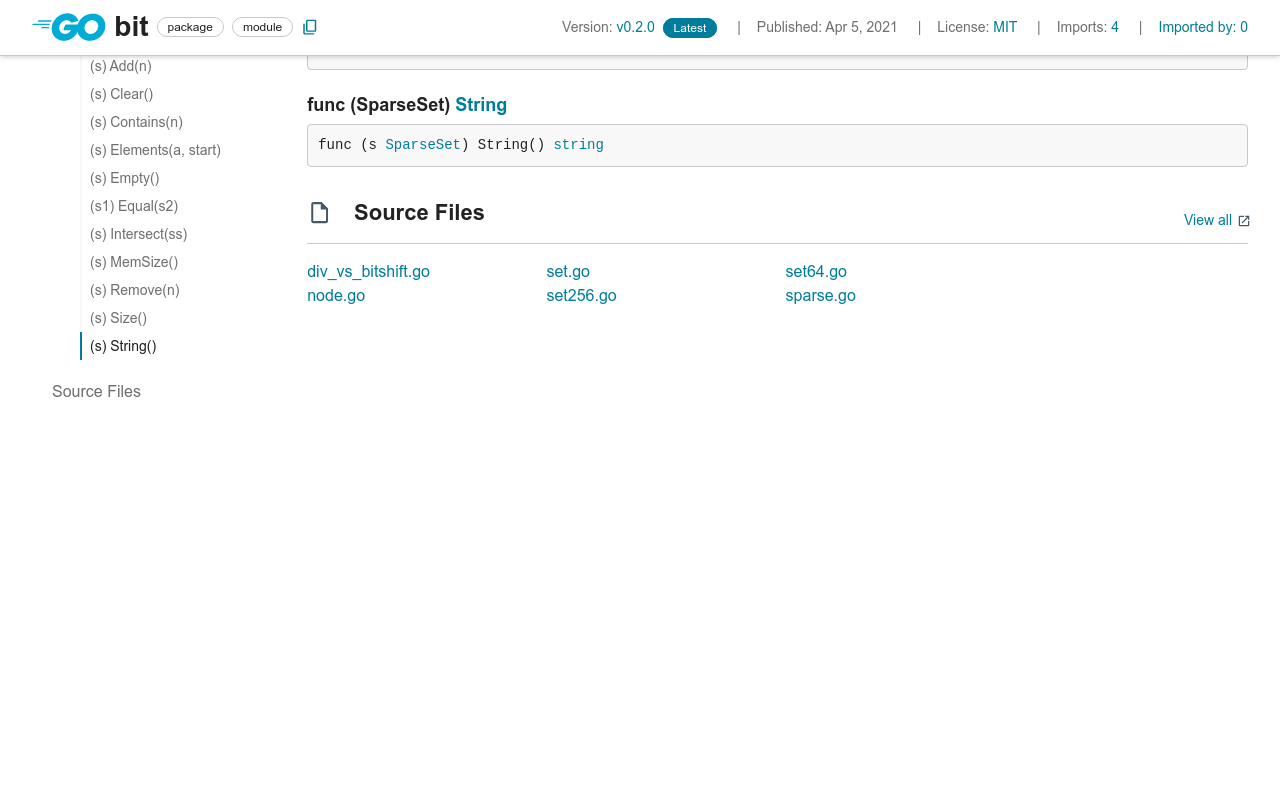 GO bit package module Version: v0.2.0 Latest | Published: Apr 5, 2021 | License: MIT | Imports: 4 | Imported by: 0
(s) Add(n)
(s) Clear()
(s) Contains(n)
(s) Elements(a, start)
(s) Empty()
(s1) Equal(s2)
(s) Intersect(ss)
(s) MemSize()
(s) Remove(n)
(s) Size()
(s) String()
Source Files
func (SparseSet) String
func (s SparseSet) String() string
Source Files
View all
div_vs_bitshift.go set.go set64.go
node.go set256.go sparse.go